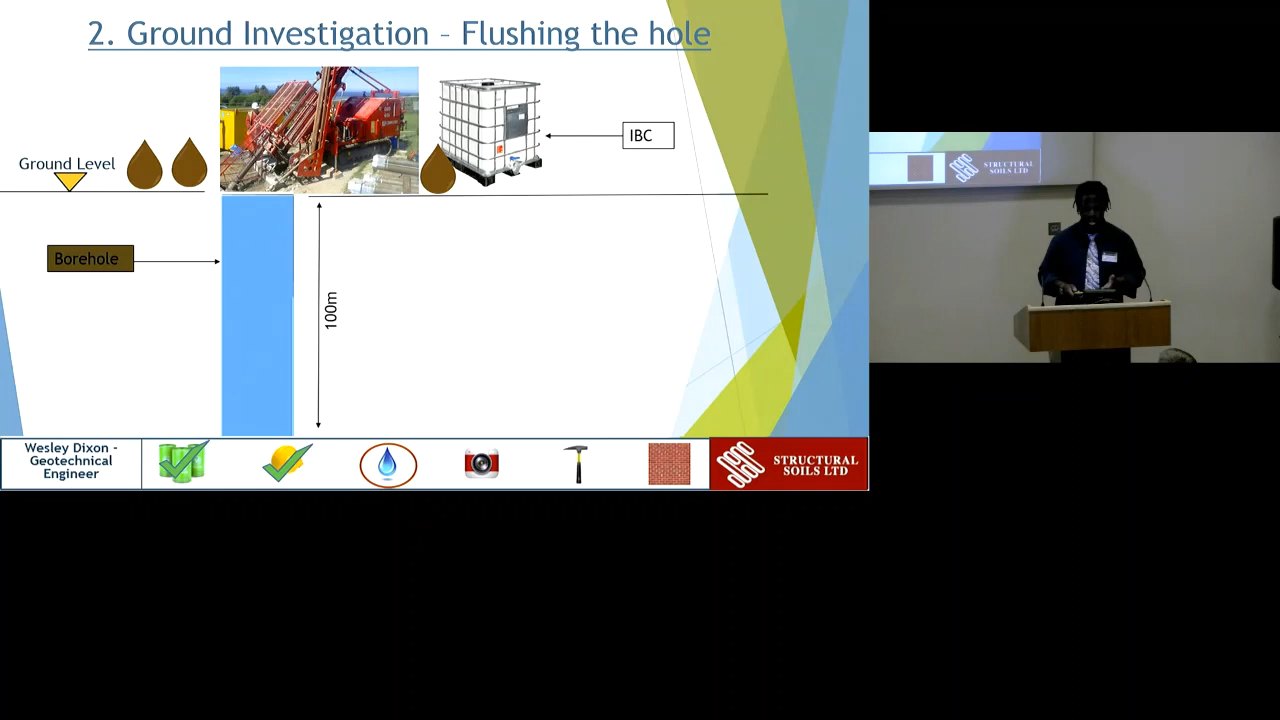 2. Ground Investigation – Flushing the hole
IBC
Ground Level
Borehole
100m
Wesley Dixon -
Geotechnical
Engineer
STRUCTURAL
SOILS LTD
STRUCTURAL
SOILS LTD